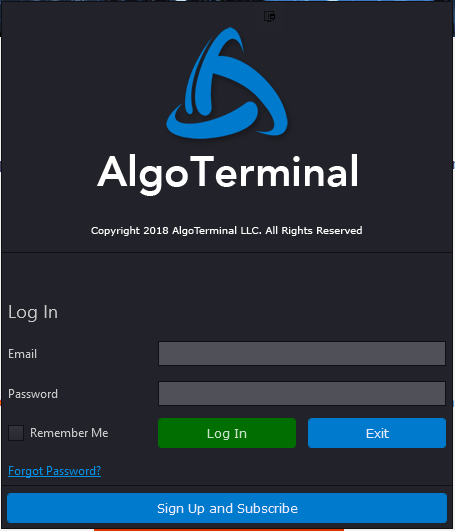 AlgoTerminal
Copyright 2018 AlgoTerminal LLC. All Rights Reserved
Log In
Email
Password
Remember Me
Log In
Exit
Forgot Password?
Sign Up and Subscribe